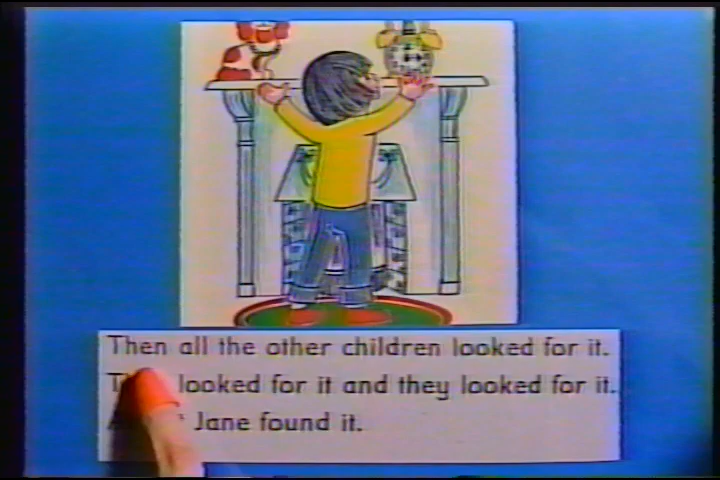 Then all the other children looked for it.
looked for it and they looked for it.
Jane found it.